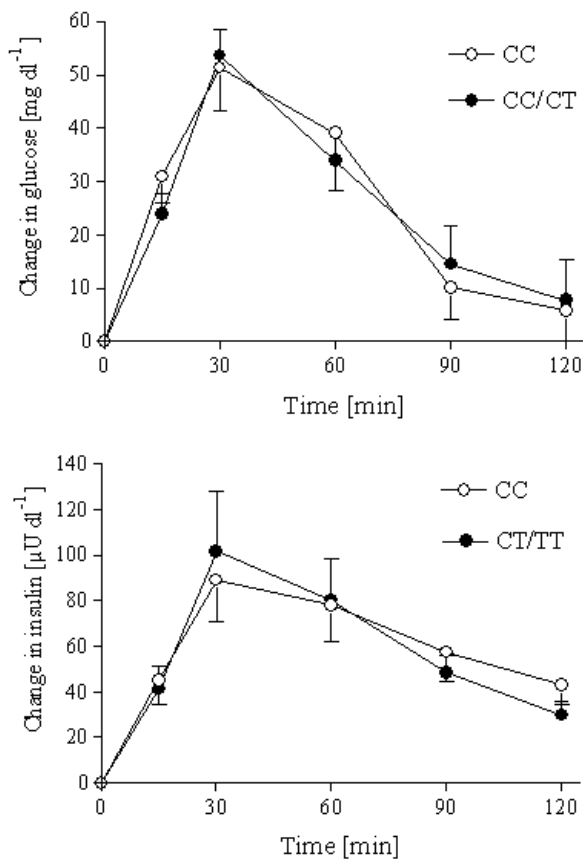 60
50
40
30
20
10
0
Change in glucose [mg dl⁻¹]
CC
CC/CT
0 30 60 90 120
Time [min]
140
120
100
80
60
40
20
0
Change in insulin [µU dl⁻¹]
CC
CT/TT
0 30 60 90 120
Time [min]